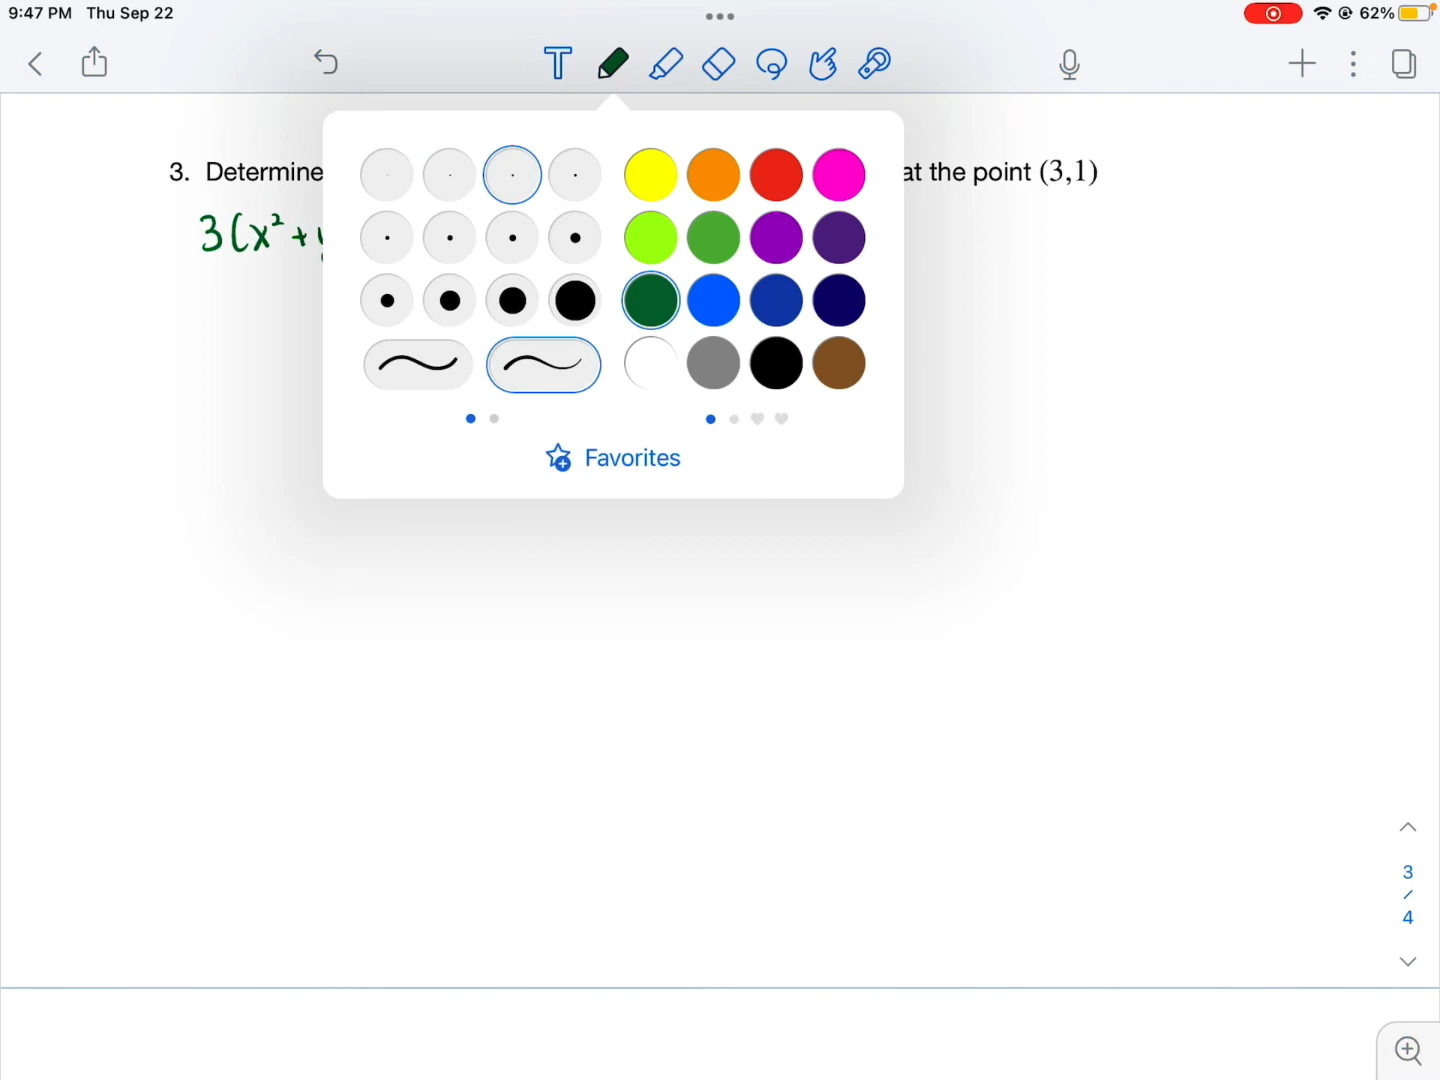 9:47 PM Thu Sep 22
62%
T
3. Determine at the point (3,1)
3(x² +
Favorites
3
/
4